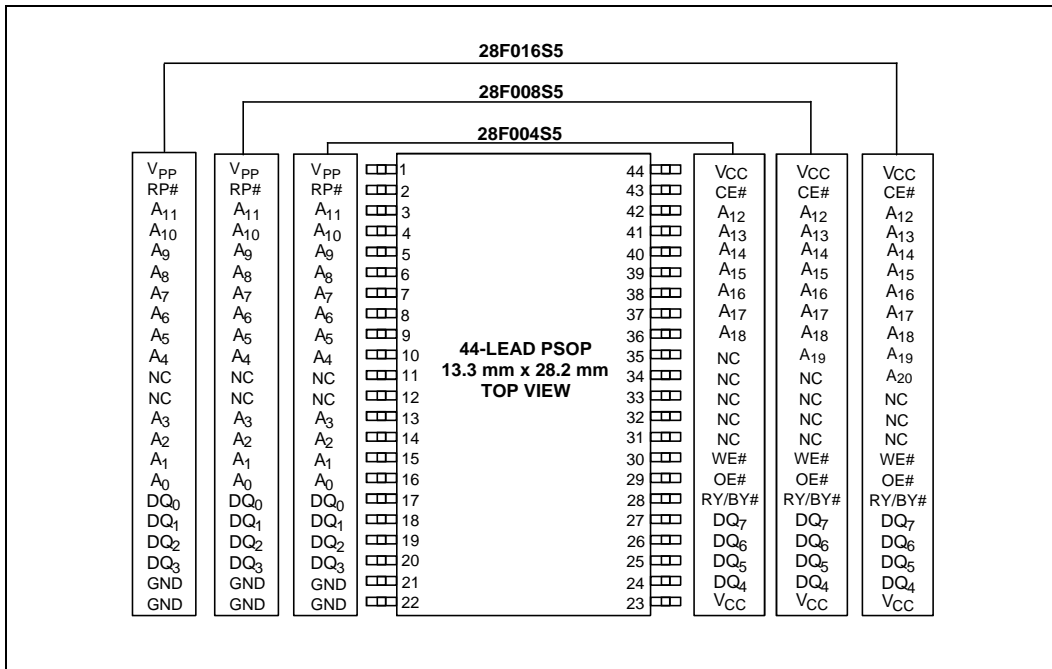 28F016S5
28F008S5
28F004S5
VPP VPP VPP 1 44 VCC VCC VCC
RP# RP# RP# 2 43 CE# CE# CE#
A11 A11 A11 3 42 A12 A12 A12
A10 A10 A10 4 41 A13 A13 A13
A9 A9 A9 5 40 A14 A14 A14
A8 A8 A8 6 39 A15 A15 A15
A7 A7 A7 7 38 A16 A16 A16
A6 A6 A6 8 37 A17 A17 A17
A5 A5 A5 9 36 A18 A18 A18
A4 A4 A4 10 44-LEAD PSOP 35 NC A19 A19
NC NC NC 11 13.3 mm x 28.2 mm 34 NC NC A20
NC NC NC 12 TOP VIEW 33 NC NC NC
A3 A3 A3 13 32 NC NC NC
A2 A2 A2 14 31 NC NC NC
A1 A1 A1 15 30 WE# WE# WE#
A0 A0 A0 16 29 OE# OE# OE#
DQ0 DQ0 DQ0 17 28 RY/BY# RY/BY# RY/BY#
DQ1 DQ1 DQ1 18 27 DQ7 DQ7 DQ7
DQ2 DQ2 DQ2 19 26 DQ6 DQ6 DQ6
DQ3 DQ3 DQ3 20 25 DQ5 DQ5 DQ5
GND GND GND 21 24 DQ4 DQ4 DQ4
GND GND GND 22 23 VCC VCC VCC